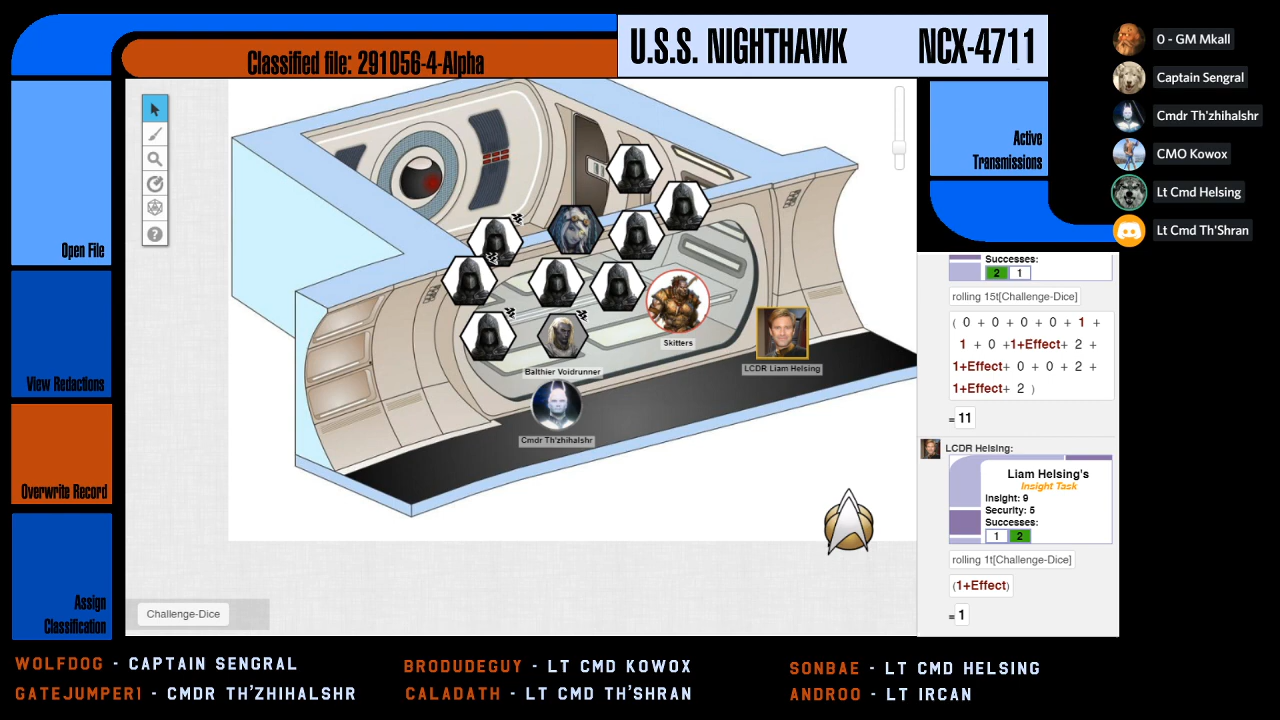 Classified file: 291056-4-Alpha
U.S.S. NIGHTHAWK NCX-4711
Open File
View Redactions
Overwrite Record
Assign
Classification
Active
Transmissions
0 - GM Mkall
Captain Sengral
Cmdr Th'zhihalshr
CMO Kowox
Lt Cmd Helsing
Lt Cmd Th'Shran
Skitters
LCDR Liam Helsing
Balthier Voidrunner
Cmdr Th'zhihalshr
Challenge-Dice
Successes:
2 1
rolling 15t[Challenge-Dice]
( 0 + 0 + 0 + 0 + 1 +
1 + 0 +1+Effect+ 2 +
1+Effect+ 0 + 0 + 2 +
1+Effect+ 2 )
= 11
LCDR Helsing:
Liam Helsing's
Insight Task
Insight: 9
Security: 5
Successes:
1 2
rolling 1t[Challenge-Dice]
(1+Effect)
= 1
WOLFDOG - CAPTAIN SENGRAL
GATEJUMPER1 - CMDR TH'ZHIHALSHR
BRODUDEGUY - LT CMD KOWOX
CALADATH - LT CMD TH'SHRAN
SONBAE - LT CMD HELSING
ANDROO - LT IRCAN